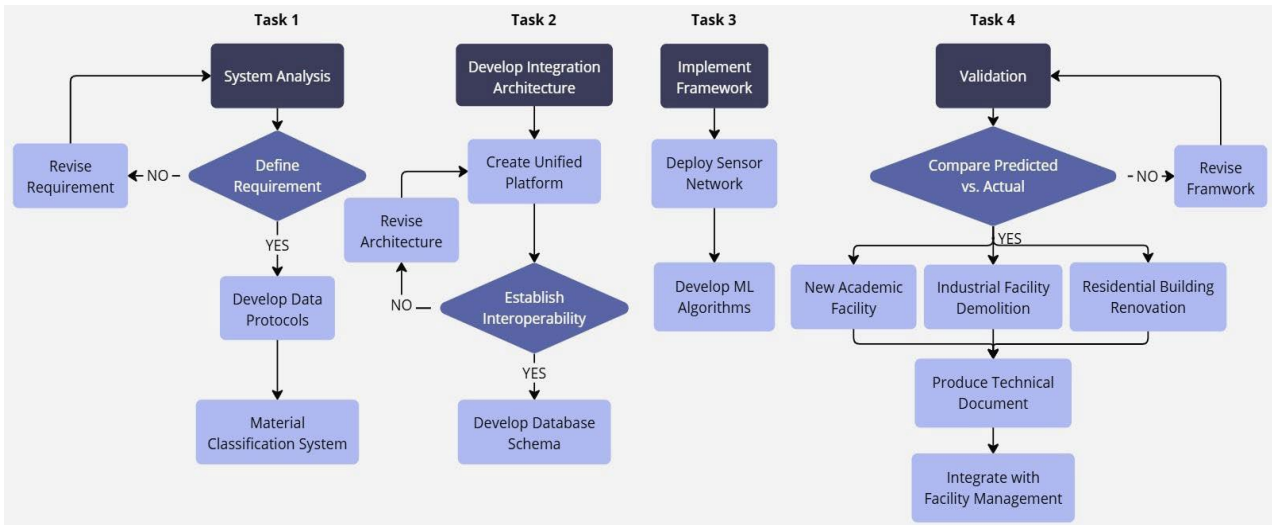 Task 1
System Analysis
Define
Requirement
NO
Revise
Requirement
YES
Develop Data
Protocols
Material
Classification System
Task 2
Develop Integration
Architecture
Create Unified
Platform
Revise
Architecture
Establish
Interoperability
NO
YES
Develop Database
Schema
Task 3
Implement
Framework
Deploy Sensor
Network
Develop ML
Algorithms
Task 4
Validation
Compare Predicted
vs. Actual
NO
Revise
Framwork
YES
New Academic
Facility
Industrial Facility
Demolition
Residential Building
Renovation
Produce Technical
Document
Integrate with
Facility Management